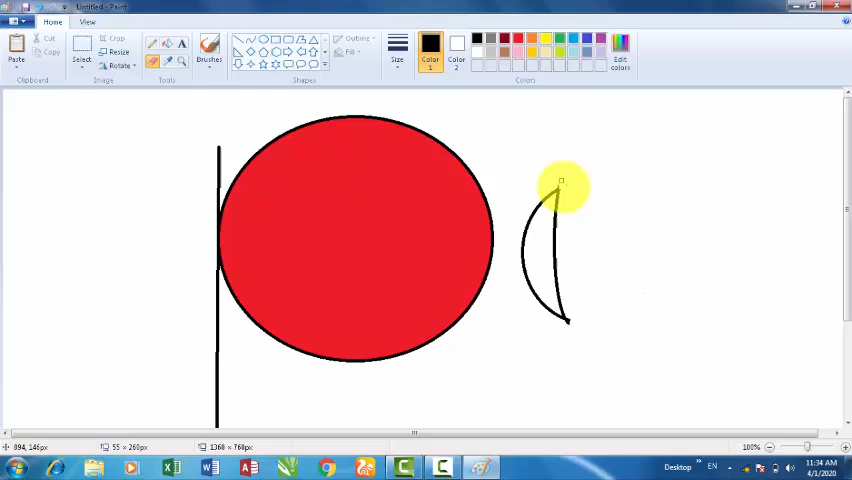 Untitled - Paint
Home View
Paste
Cut
Copy
Clipboard
Select
Crop
Resize
Rotate
Image
A
Tools
Brushes
Outline
Fill
Shapes
Size
Color 1
Color 2
Edit colors
Colors
894, 146px
55 × 260px
1360 × 760px
100%
Desktop
EN
11:34 AM
4/1/2020